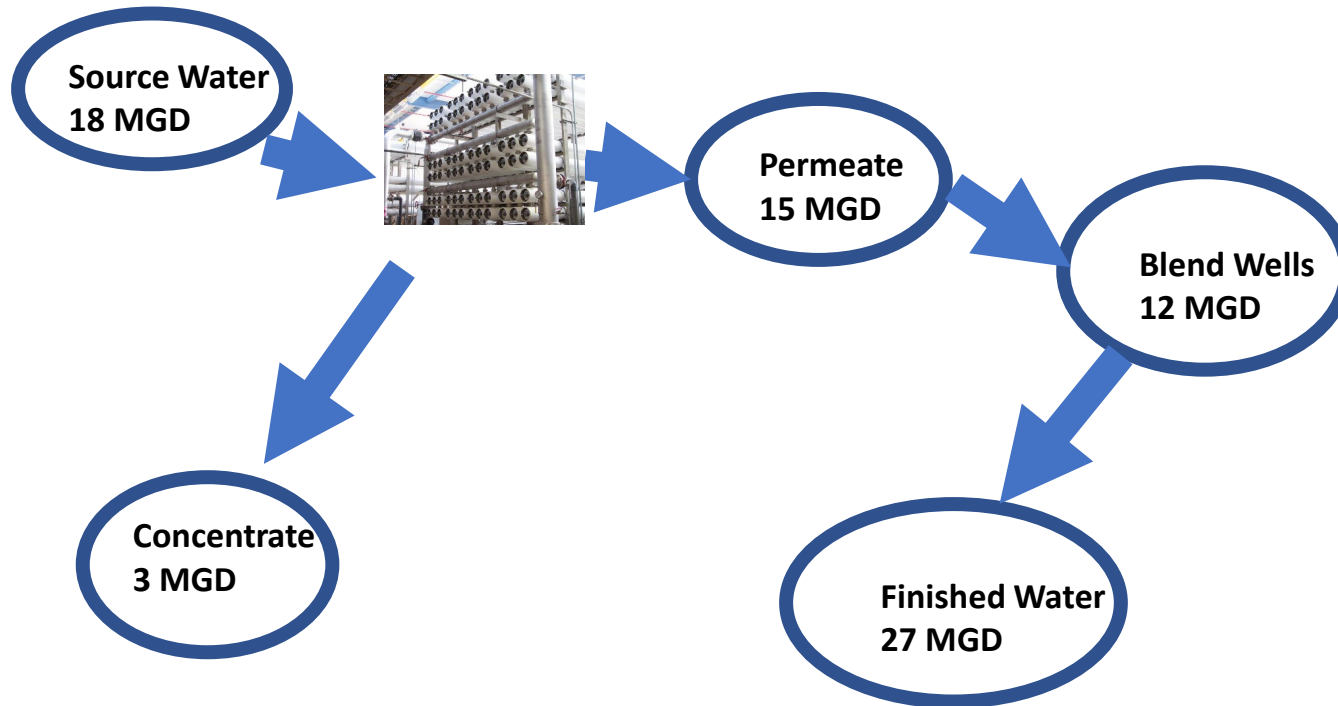 Source Water
18 MGD
Permeate
15 MGD
Blend Wells
12 MGD
Concentrate
3 MGD
Finished Water
27 MGD